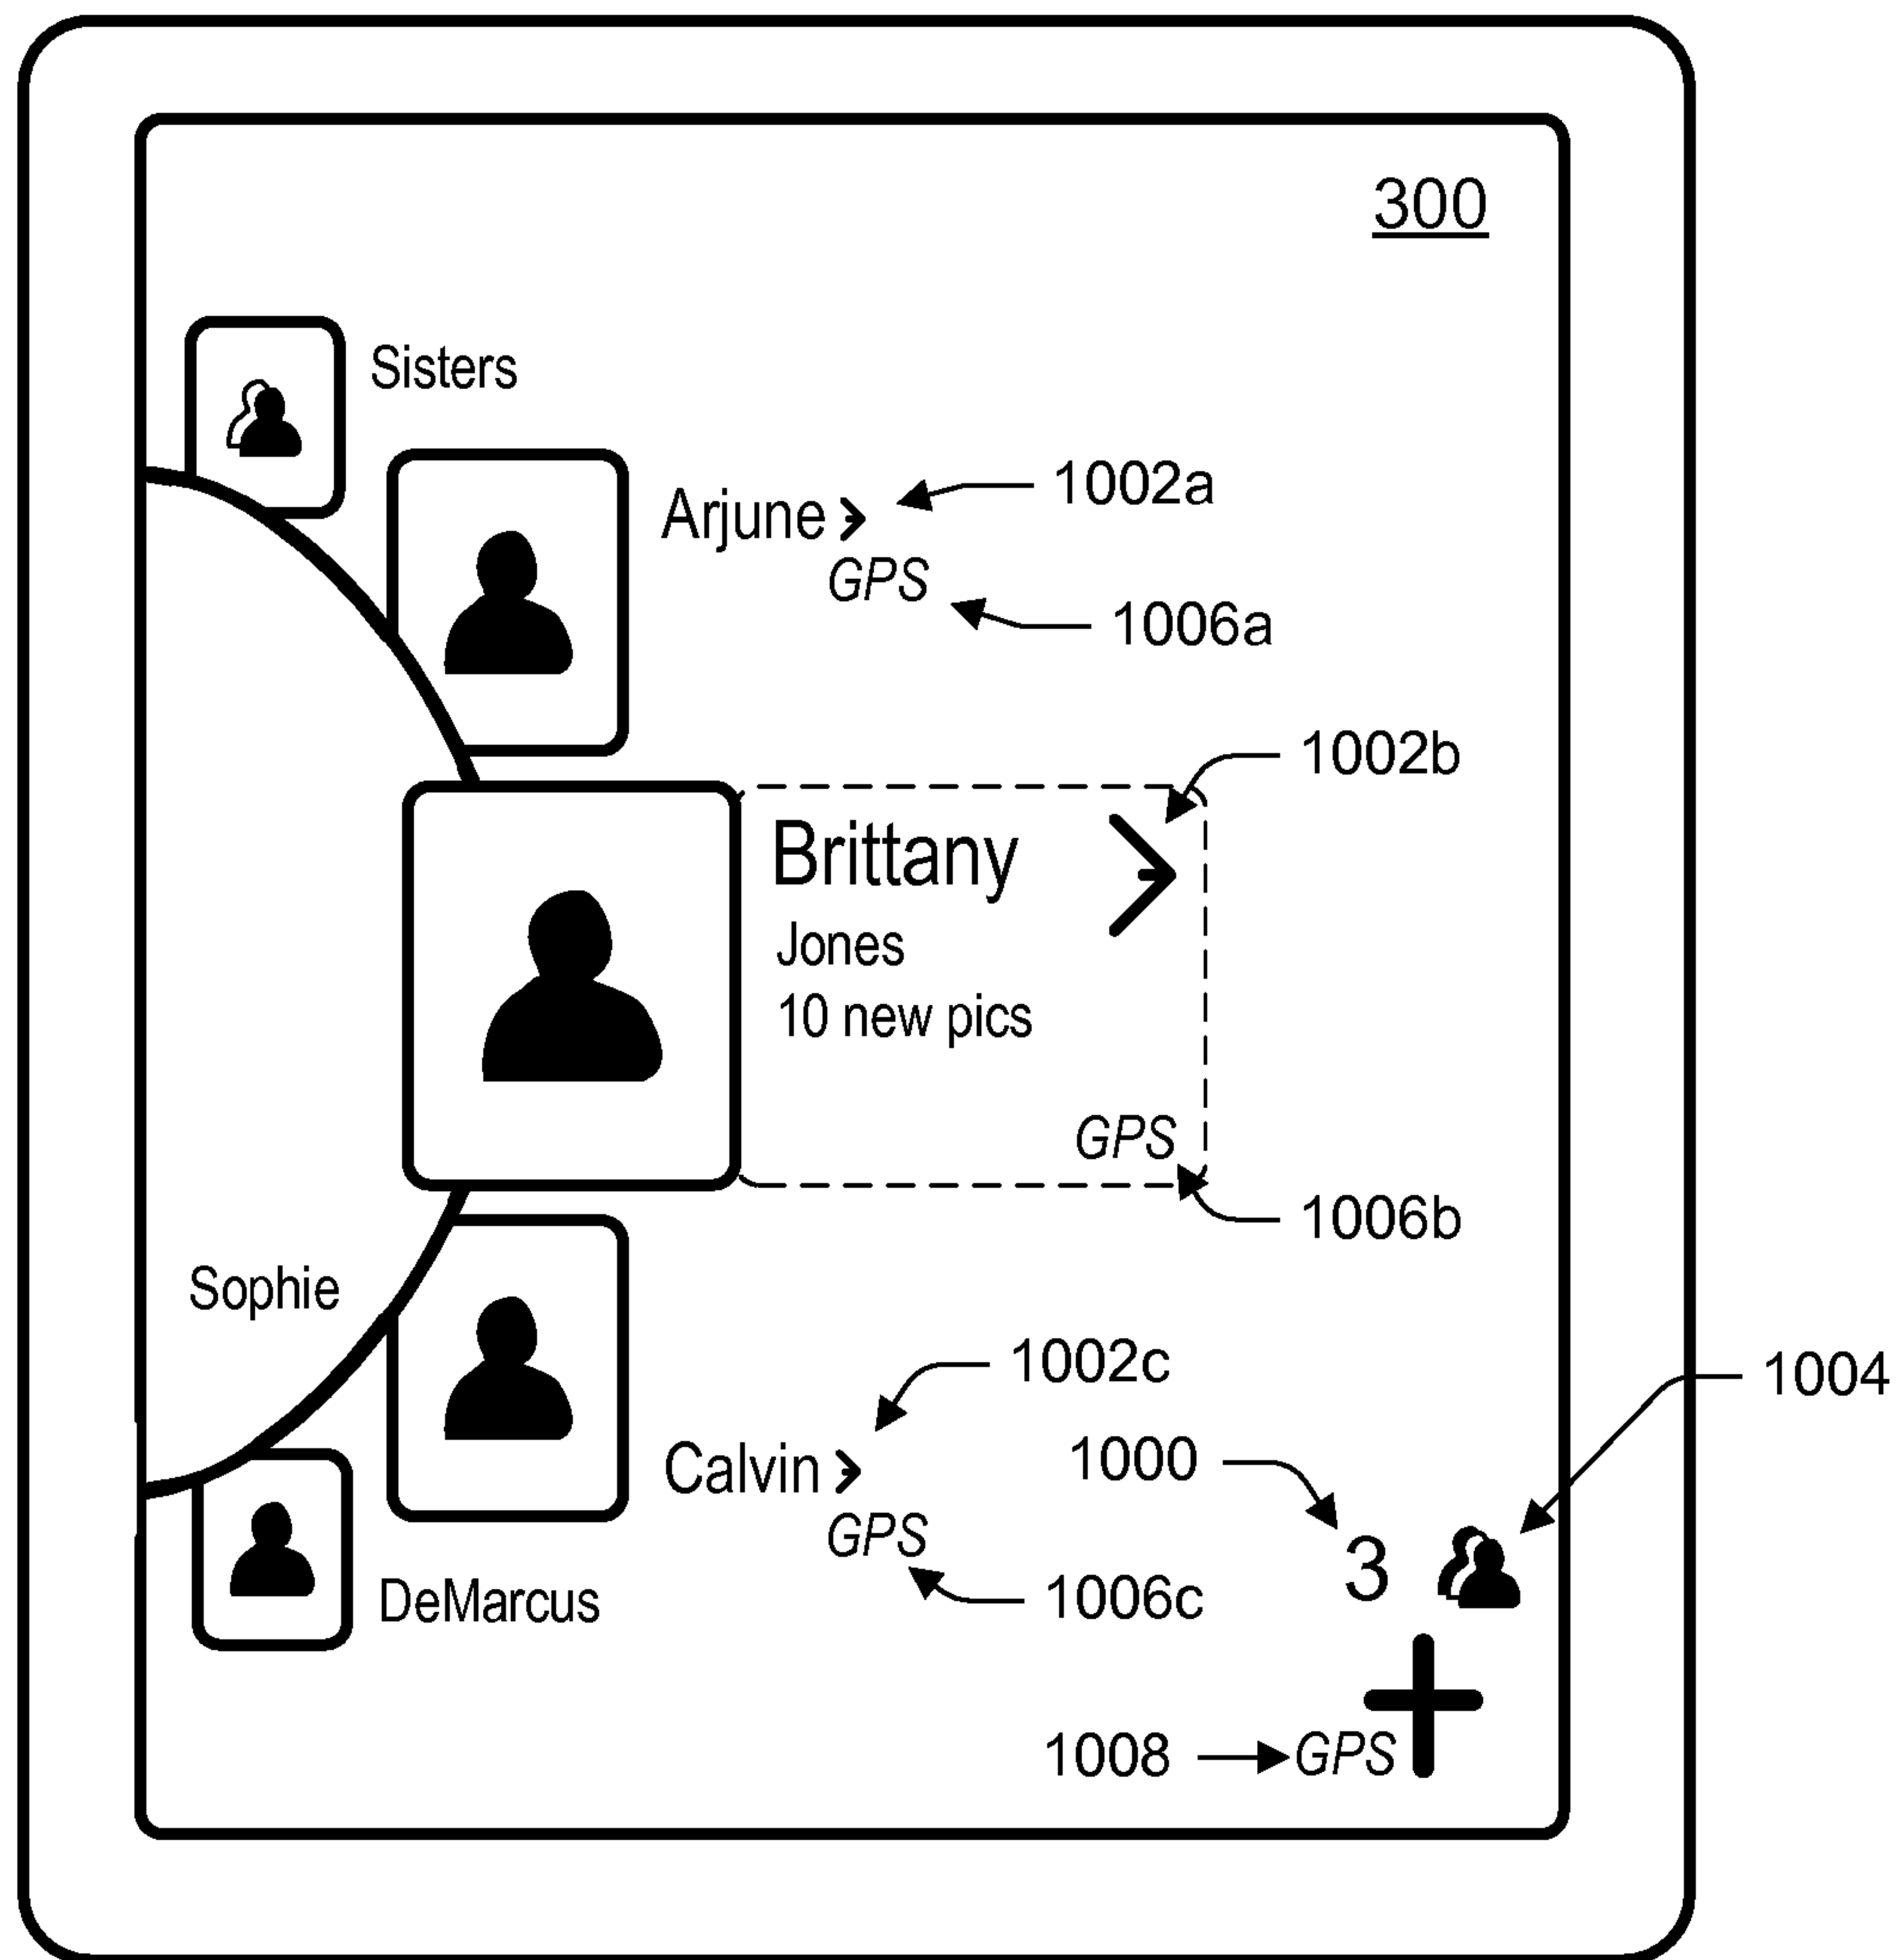 300
Sisters
Arjune
1002a
GPS
1006a
1002b
Brittany
Jones
10 new pics
GPS
1006b
Sophie
1002c
1004
Calvin
1000
GPS
3
1006c
DeMarcus
1008
GPS